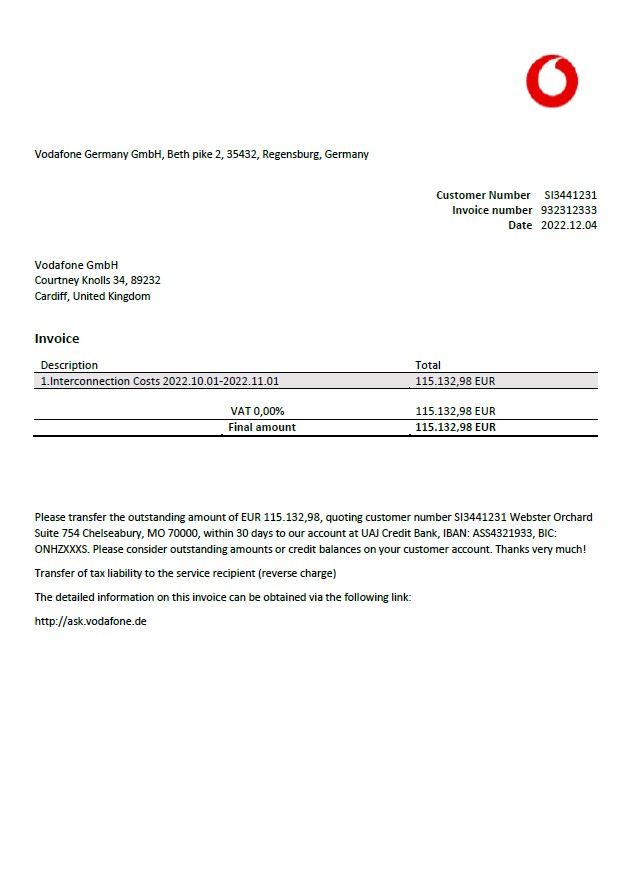 Vodafone Germany GmbH, Beth pike 2, 35432, Regensburg, Germany
Customer Number SI3441231
Invoice number 932312333
Date 2022.12.04
Vodafone GmbH
Courtney Knolls 34, 89232
Cardiff, United Kingdom
Invoice
Description Total
1.Interconnection Costs 2022.10.01-2022.11.01 115.132,98 EUR
VAT 0,00% 115.132,98 EUR
Final amount 115.132,98 EUR
Please transfer the outstanding amount of EUR 115.132,98, quoting customer number SI3441231 Webster Orchard
Suite 754 Chelseabury, MO 70000, within 30 days to our account at UAJ Credit Bank, IBAN: ASS4321933, BIC:
ONHZXXXS. Please consider outstanding amounts or credit balances on your customer account. Thanks very much!
Transfer of tax liability to the service recipient (reverse charge)
The detailed information on this invoice can be obtained via the following link:
http://ask.vodafone.de